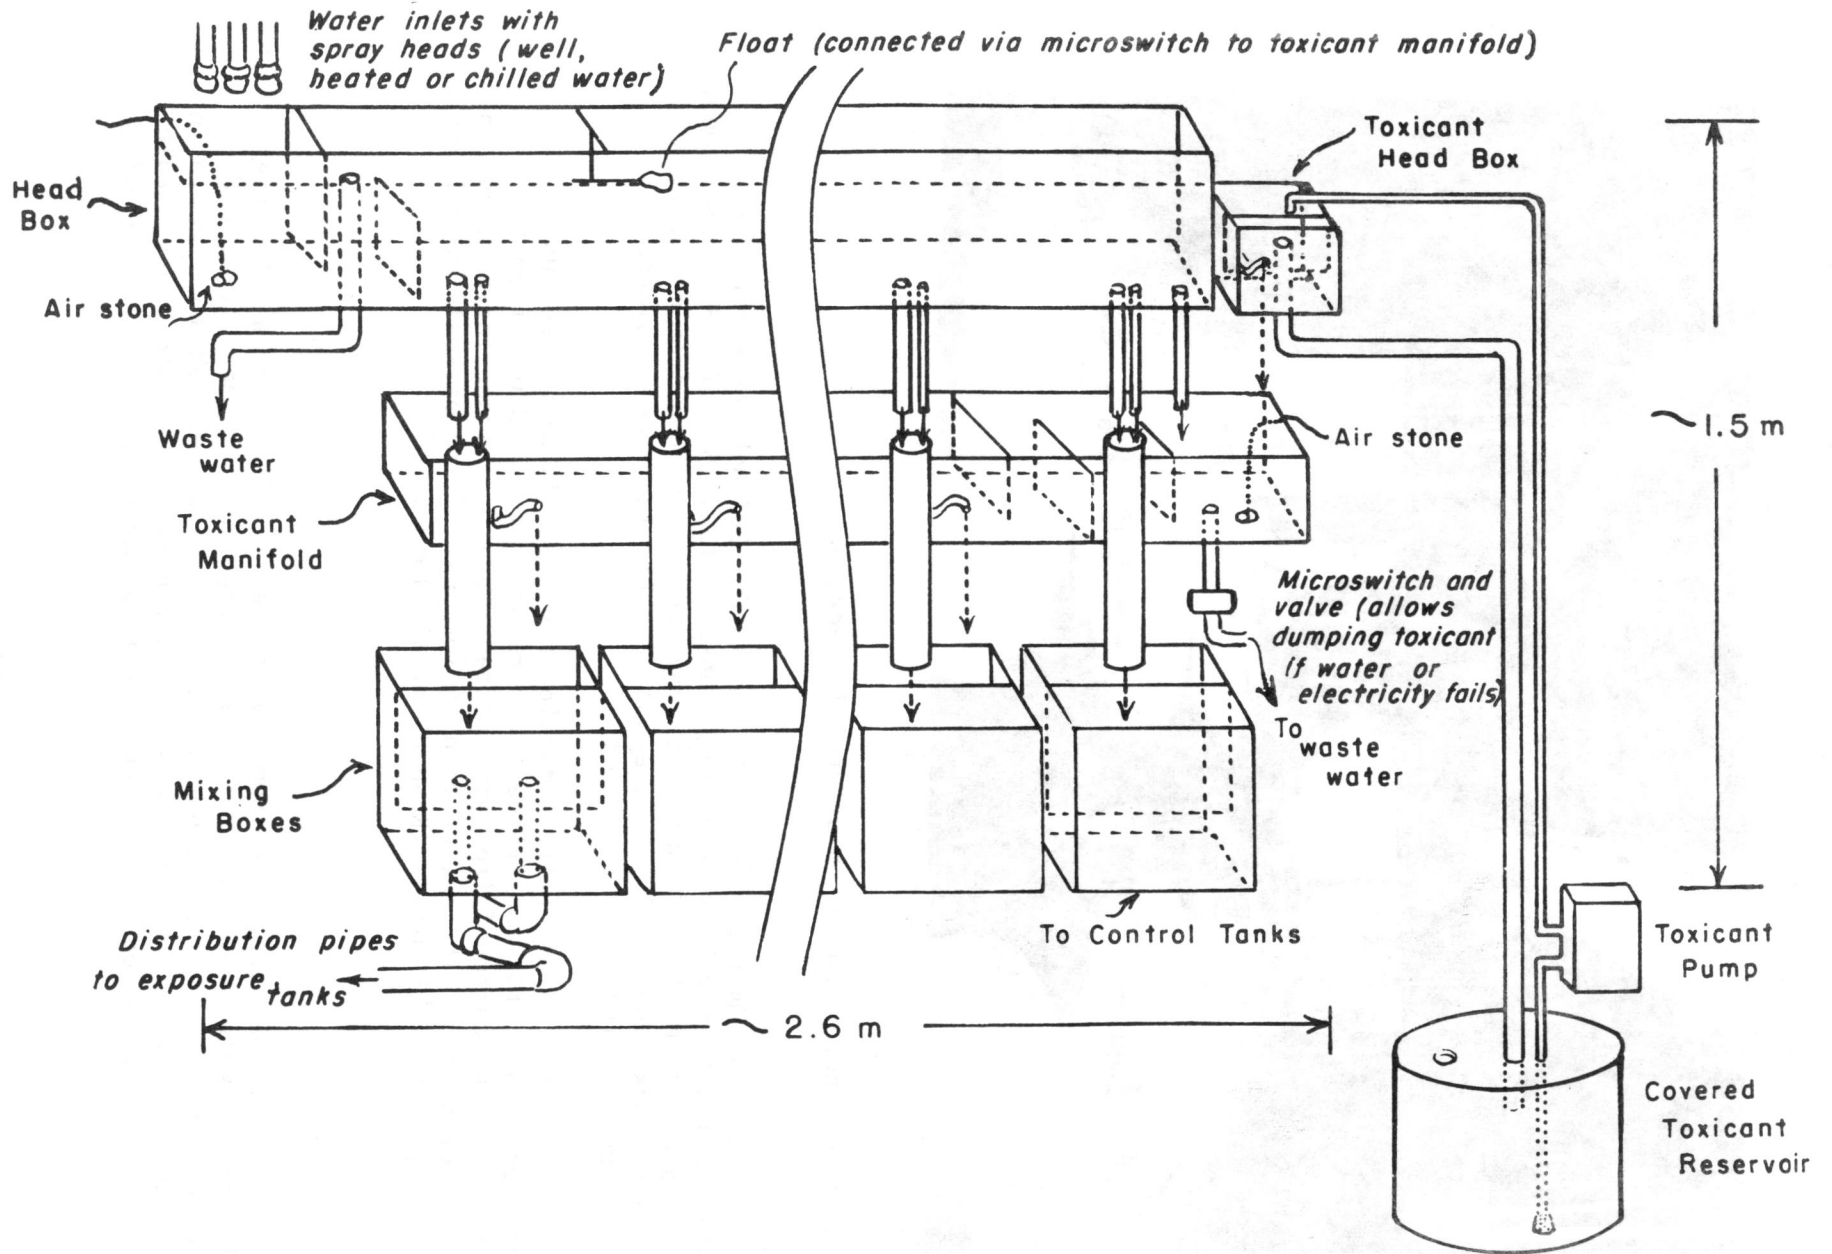 Water inlets with
spray heads (well,
heated or chilled water)
Float (connected via microswitch to toxicant manifold)
Toxicant
Head Box
Head
Box
Air stone
Waste
water
~1.5 m
Air stone
Toxicant
Manifold
Microswitch and
valve (allows
dumping toxicant
if water or
electricity fails)
To
waste
water
Mixing
Boxes
To Control Tanks
Toxicant
Pump
Distribution pipes
to exposure
tanks
~ 2.6 m
Covered
Toxicant
Reservoir